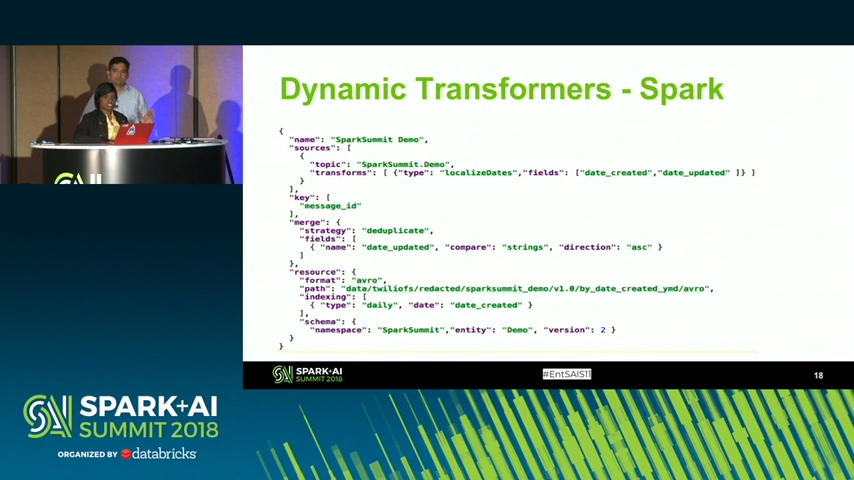 Dynamic Transformers - Spark
{
"name": "SparkSummit Demo",
"sources": [
{
"topic": "SparkSummit.Demo",
"transforms": [ {"type": "localizeDates","fields": ["date_created","date_updated" ]} ]
}
],
"key": [
"message_id"
],
"merge": {
"strategy": "deduplicate",
"fields": [
{ "name": "date_updated", "compare": "strings", "direction": "asc" }
]
},
"resource": {
"format": "avro",
"path": "data/twiliofs/redacted/sparksummit_demo/v1.0/by_date_created_ymd/avro",
"indexing": [
{ "type": "daily", "date": "date_created" }
],
"schema": {
"namespace": "SparkSummit","entity": "Demo", "version": 2 }
}
}
SPARK+AI
SUMMIT 2018
#EntSAIS11
18
SPARK+AI
SUMMIT 2018
ORGANIZED BY databricks